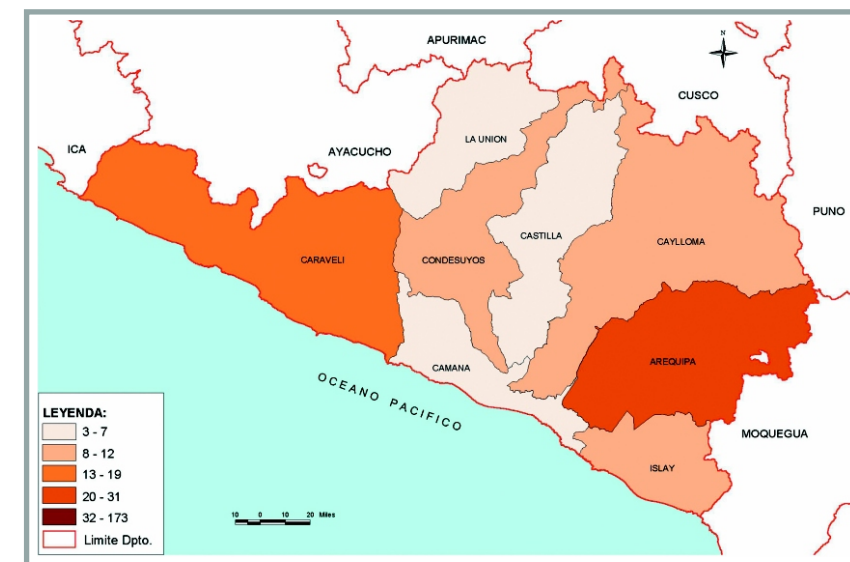 N
APURIMAC
CUSCO
LA UNION
ICA
AYACUCHO
PUNO
CASTILLA
CAYLLOMA
CARAVELI
CONDESUYOS
AREQUIPA
CAMANA
OCEANO PACIFICO
MOQUEGUA
ISLAY
LEYENDA:
3 - 7
8 - 12
13 - 19
20 - 31
32 - 173
Limite Dpto.
10 0 10 20 Miles